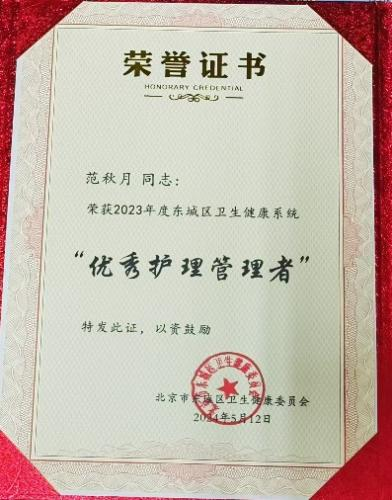 荣誉证书
HONORARY CREDENTIAL
范秋月 同志：
荣获2023年度东城区卫生健康系统
“优秀护理管理者”
特发此证，以资鼓励
北京市东城区卫生健康委员会
2024年5月12日